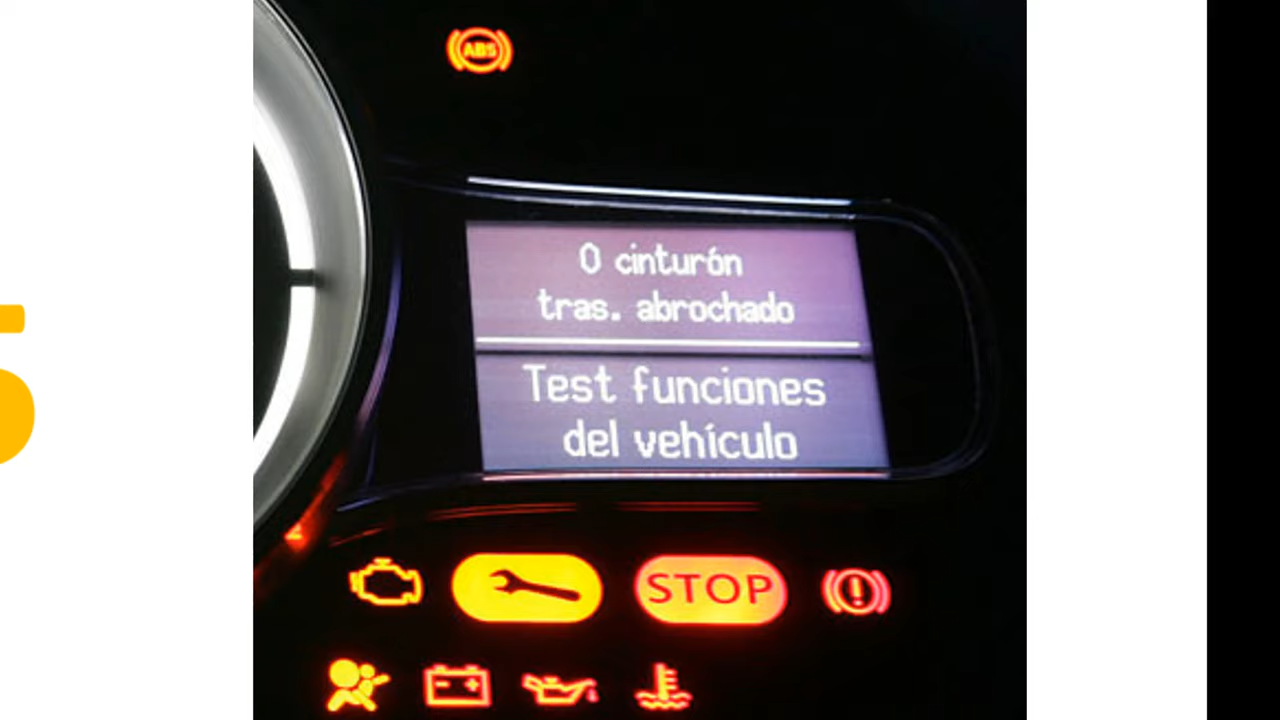 ABS
0 cinturón
tras. abrochado
Test funciones
del vehículo
STOP